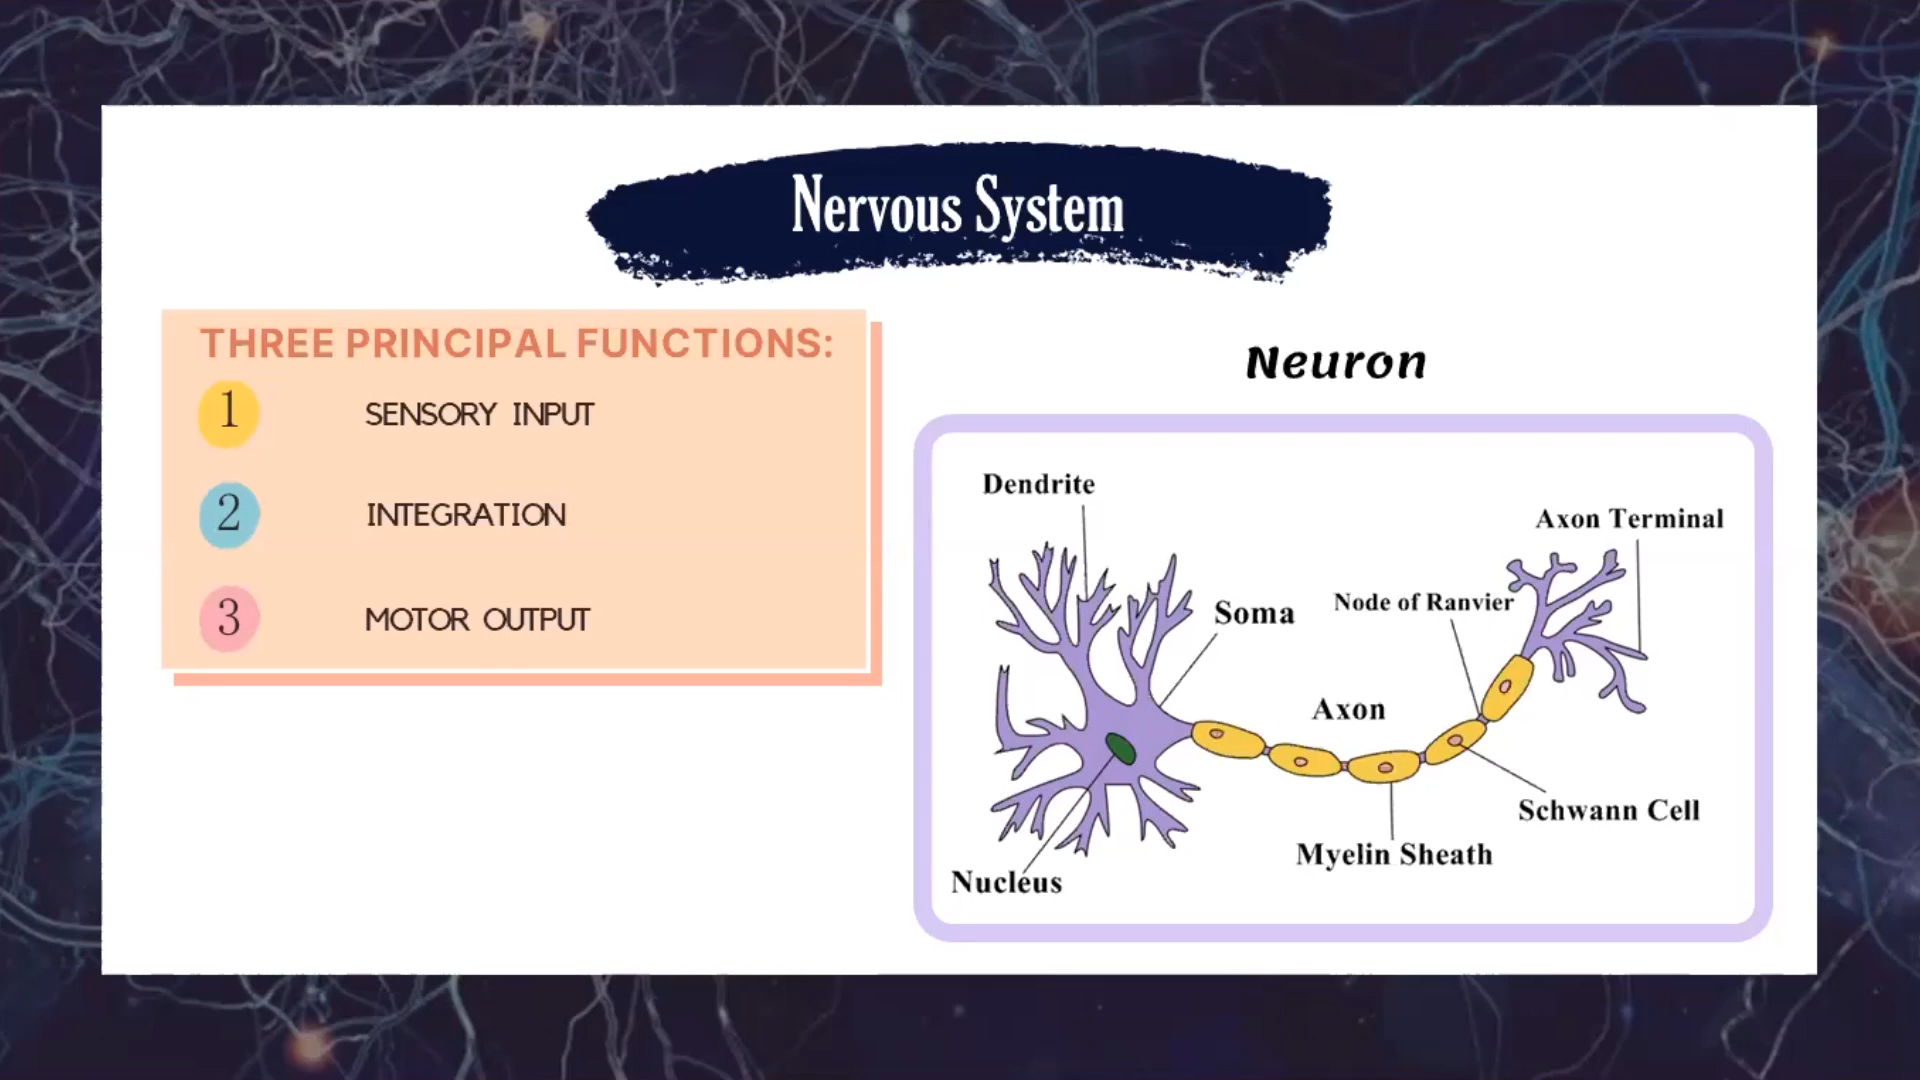 Nervous System
THREE PRINCIPAL FUNCTIONS:
1 SENSORY INPUT
2 INTEGRATION
3 MOTOR OUTPUT
Neuron
Dendrite
Axon Terminal
Soma
Node of Ranvier
Axon
Schwann Cell
Myelin Sheath
Nucleus